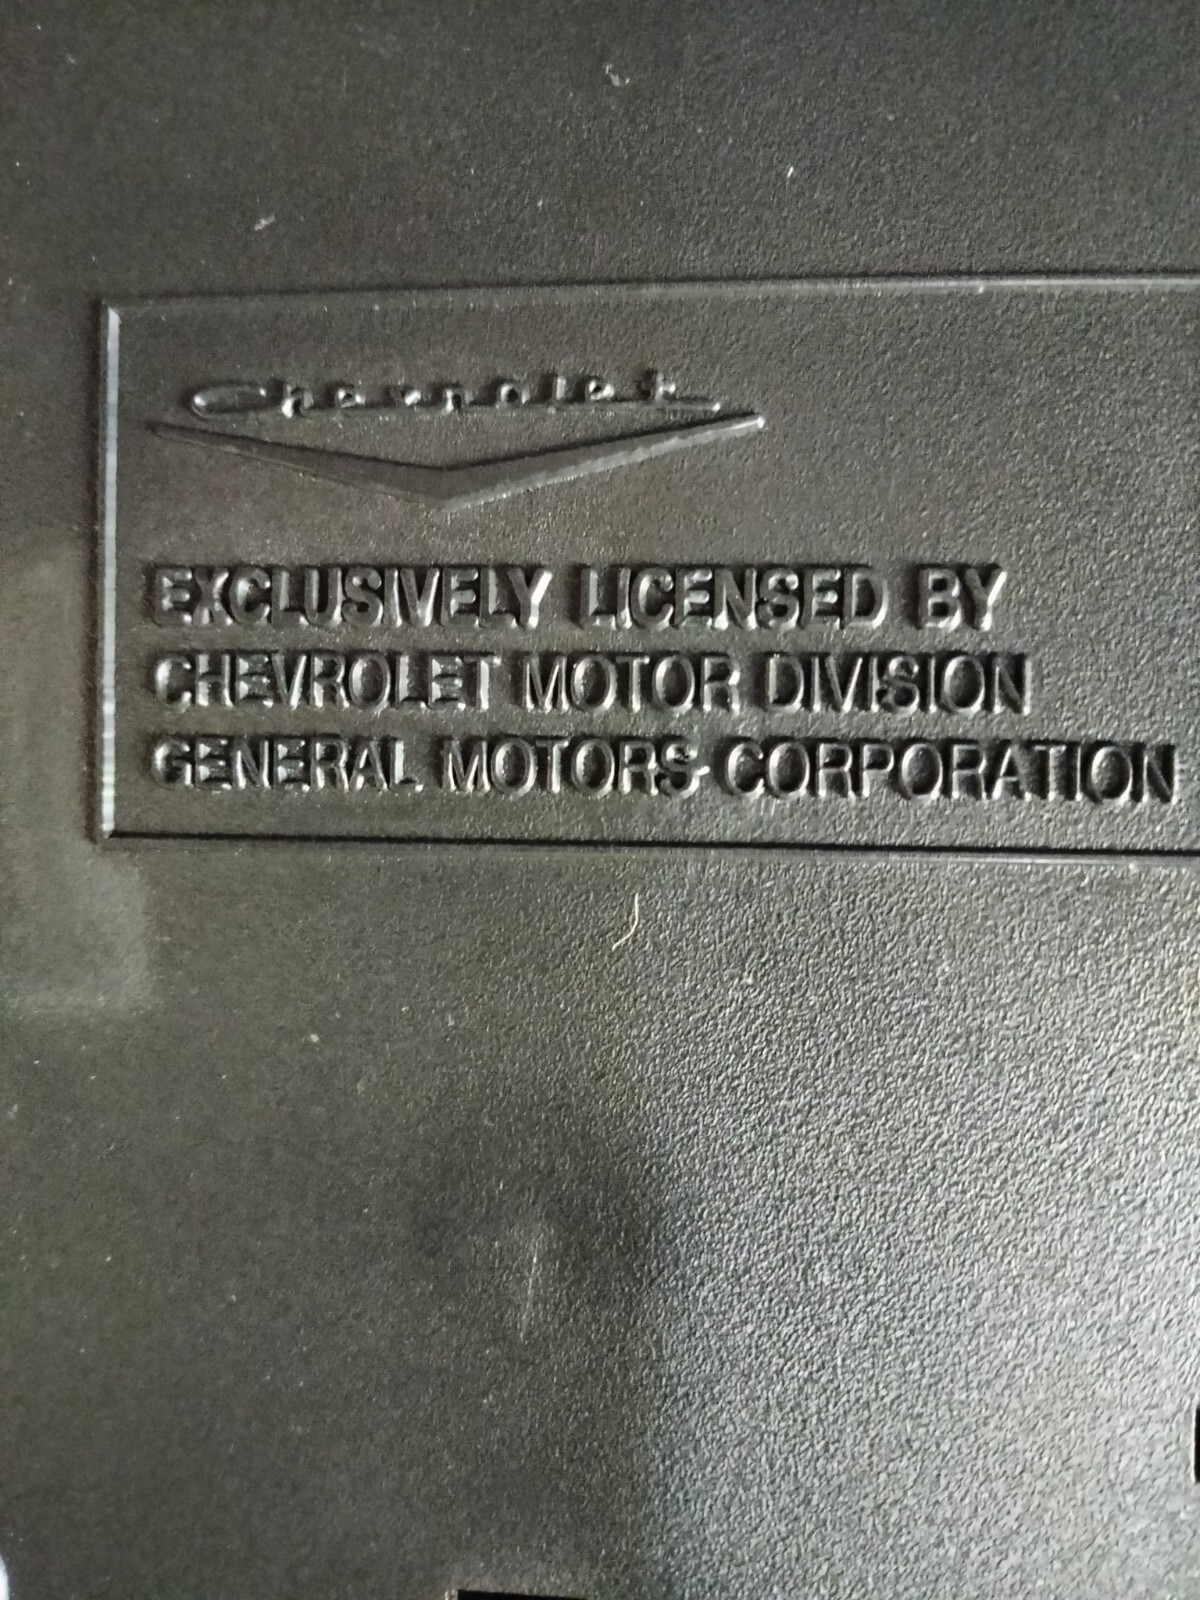 Chevrolet
EXCLUSIVELY LICENSED BY
CHEVROLET MOTOR DIVISION
GENERAL MOTORS CORPORATION